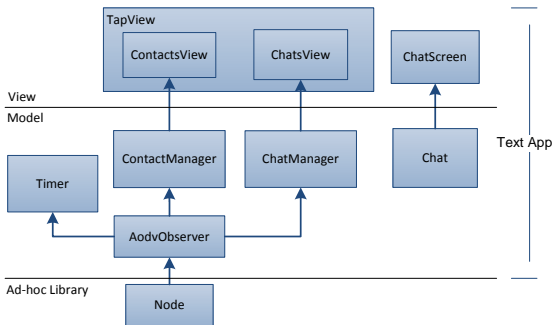 TapView
ContactsView
ChatsView
ChatScreen
View
Model
Text App
ContactManager
ChatManager
Chat
Timer
AodvObserver
Ad-hoc Library
Node